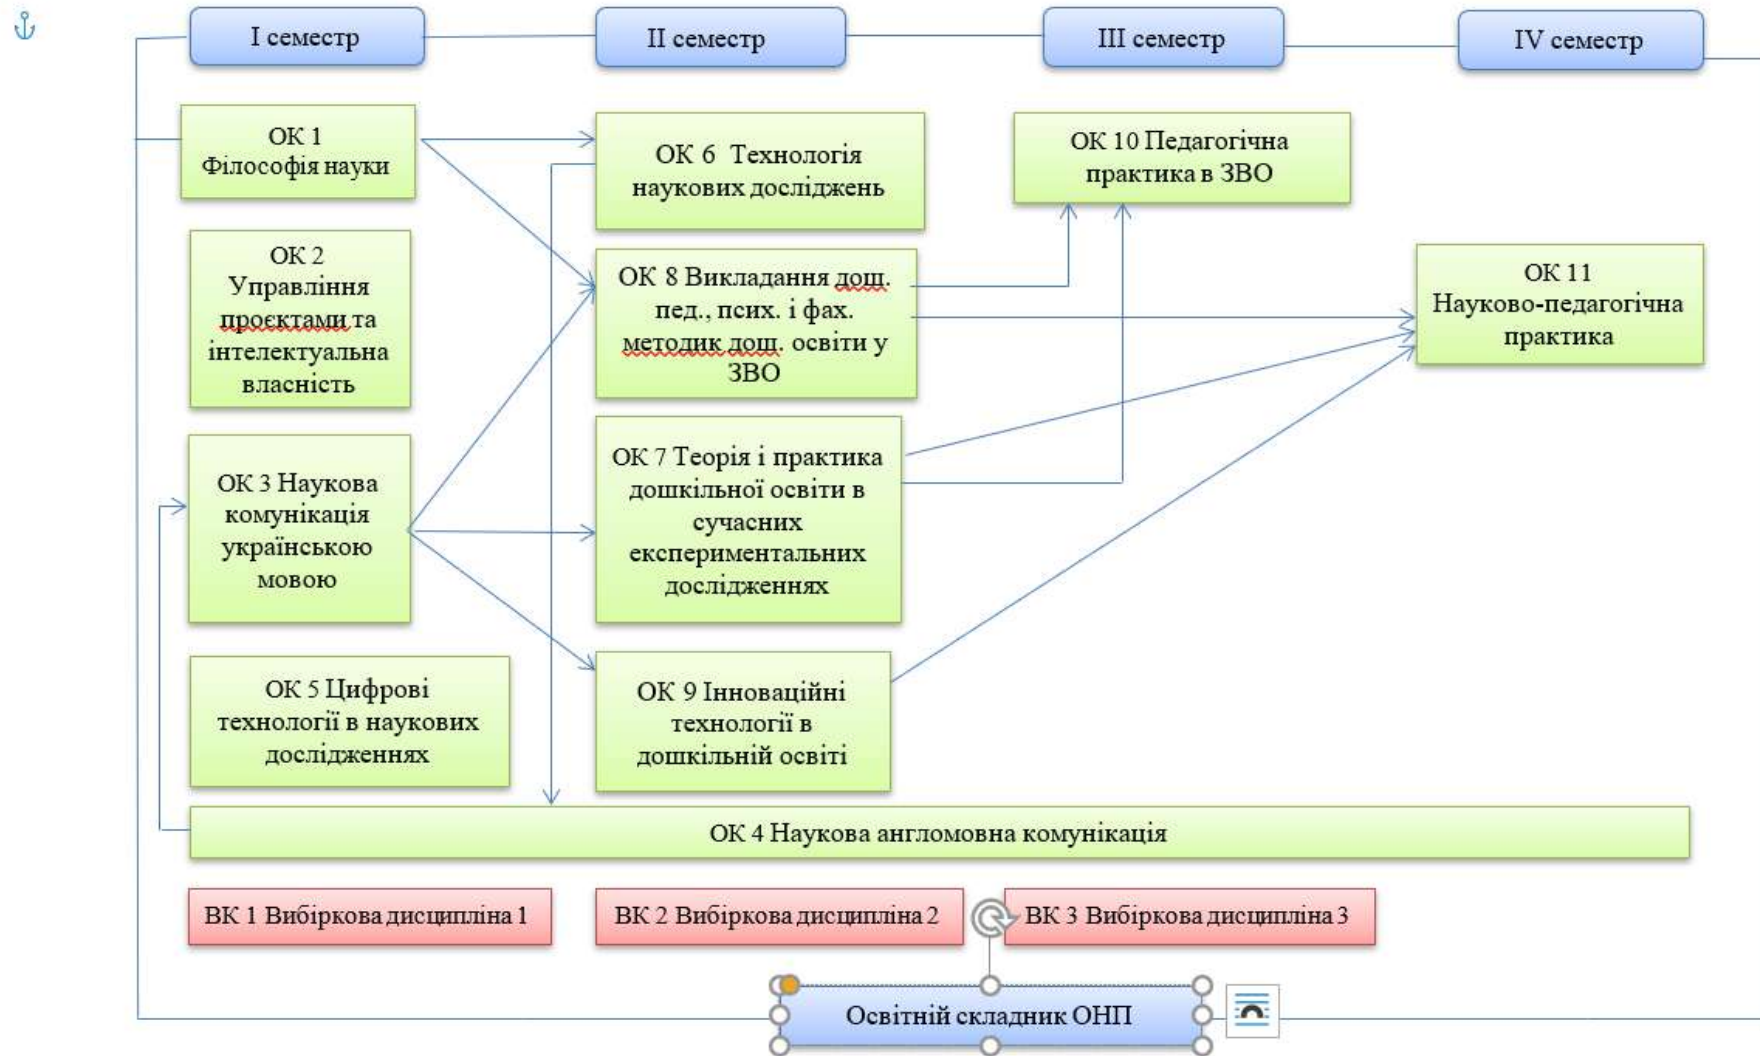 І семестр
ІІ семестр
ІІІ семестр
IV семестр
ОК 1
Філософія науки
ОК 2
Управління
проєктами та
інтелектуальна
власність
ОК 3 Наукова
комунікація
українською
мовою
ОК 5 Цифрові
технології в наукових
дослідженнях
ОК 6 Технологія
наукових досліджень
ОК 8 Викладання дош.
пед., псих. і фах.
методик дош. освіти у
ЗВО
ОК 7 Теорія і практика
дошкільної освіти в
сучасних
експериментальних
дослідженнях
ОК 9 Інноваційні
технології в
дошкільній освіті
ОК 10 Педагогічна
практика в ЗВО
ОК 11
Науково-педагогічна
практика
ОК 4 Наукова англомовна комунікація
ВК 1 Вибіркова дисципліна 1
ВК 2 Вибіркова дисципліна 2
ВК 3 Вибіркова дисципліна 3
Освітній складник ОНП